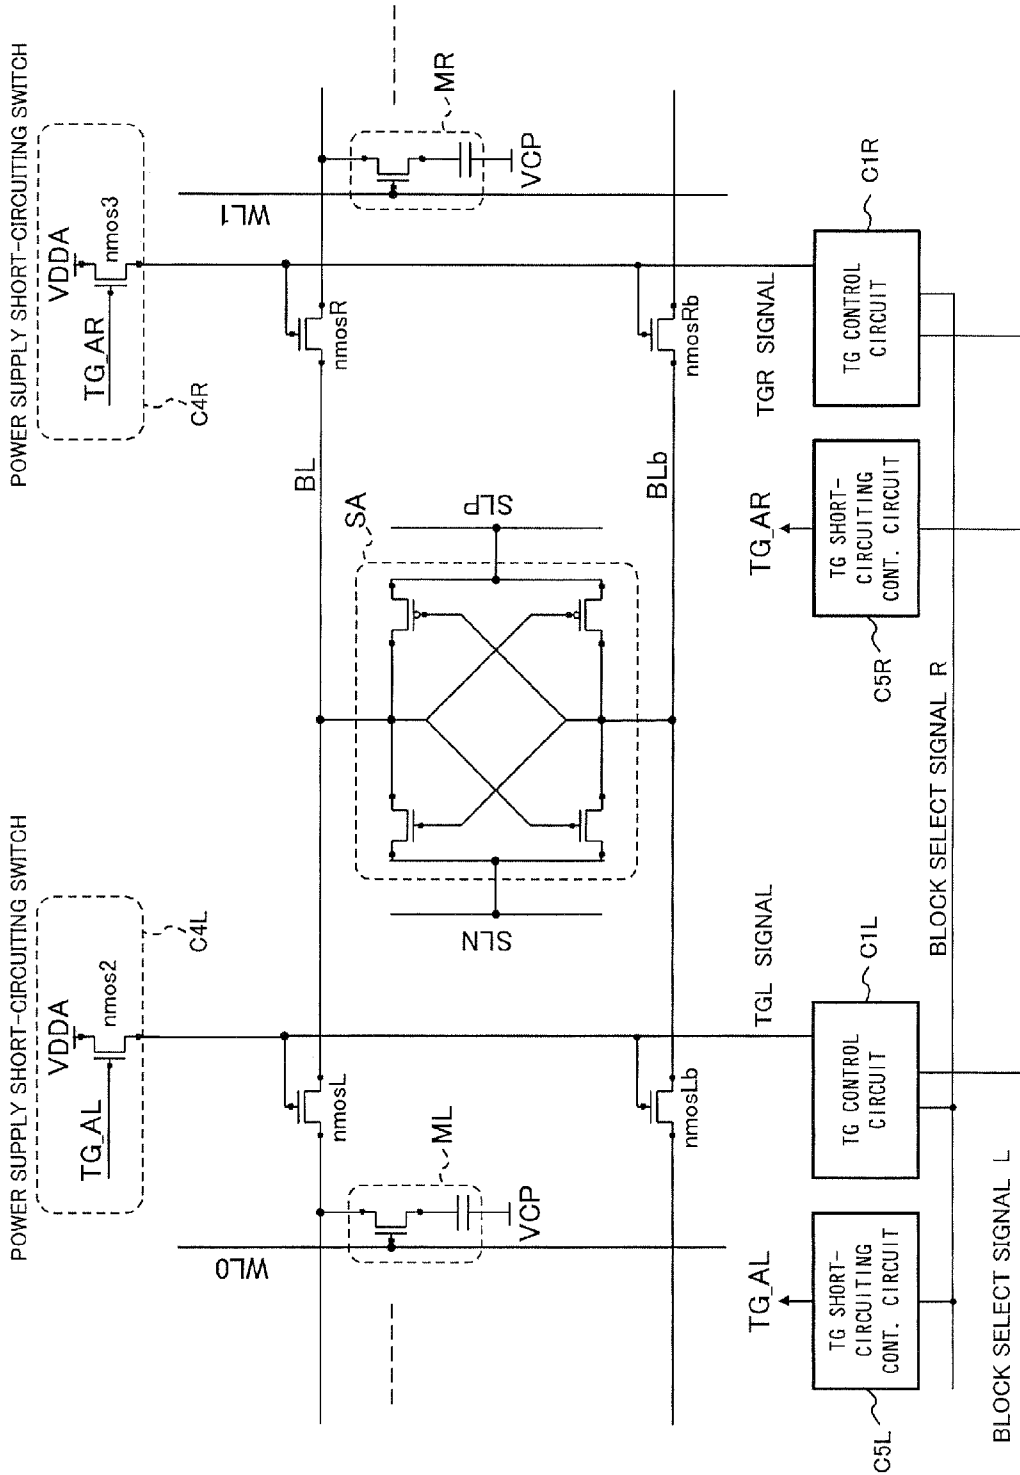 POWER SUPPLY SHORT-CIRCUITING SWITCH
POWER SUPPLY SHORT-CIRCUITING SWITCH
VDDA
TG_AL
nmos2
C4L
VDDA
TG_AR
nmos3
C4R
WL0
nmosL
ML
VCP
BL
nmosR
WL1
MR
VCP
SA
SLN
SLP
nmosLb
BLb
nmosRb
TG_AL
TGL SIGNAL
TG_AR
TGR SIGNAL
TG SHORT-
CIRCUITING
CONT. CIRCUIT
C5L
TG CONTROL
CIRCUIT
C1L
TG SHORT-
CIRCUITING
CONT. CIRCUIT
C5R
TG CONTROL
CIRCUIT
C1R
BLOCK SELECT SIGNAL R
BLOCK SELECT SIGNAL L